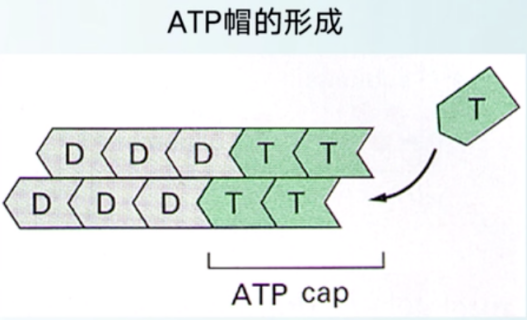 ATP帽的形成
T
D D D T T
D D D T T
ATP cap